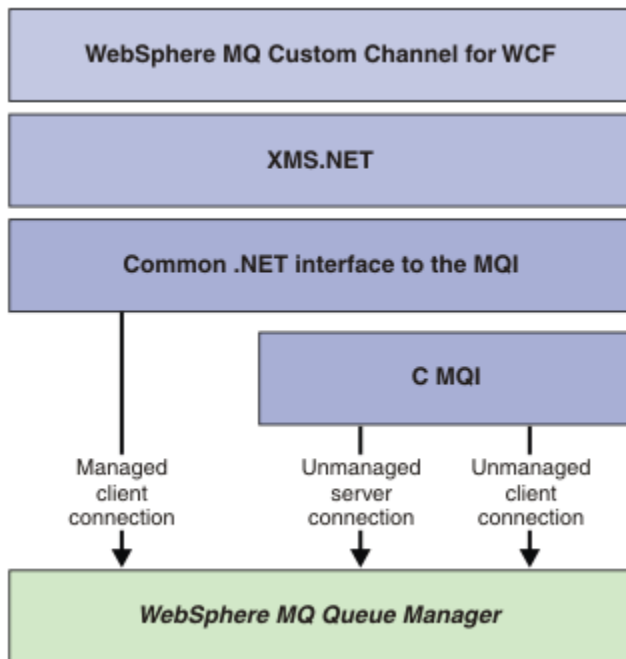 WebSphere MQ Custom Channel for WCF
XMS.NET
Common .NET interface to the MQI
C MQI
Managed
client
connection
Unmanaged
server
connection
Unmanaged
client
connection
WebSphere MQ Queue Manager